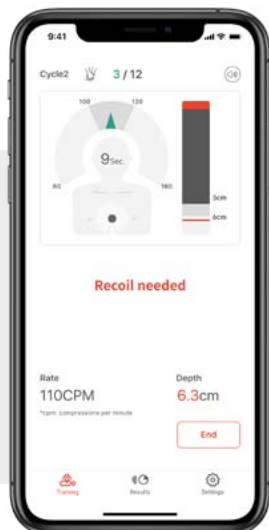 9:41
Cycle2 3 / 12
100 120
9Sec.
60 160
5cm
6cm
Recoil needed
Rate Depth
110CPM 6.3cm
*cpm: compressions per minute
End
Training Results Settings